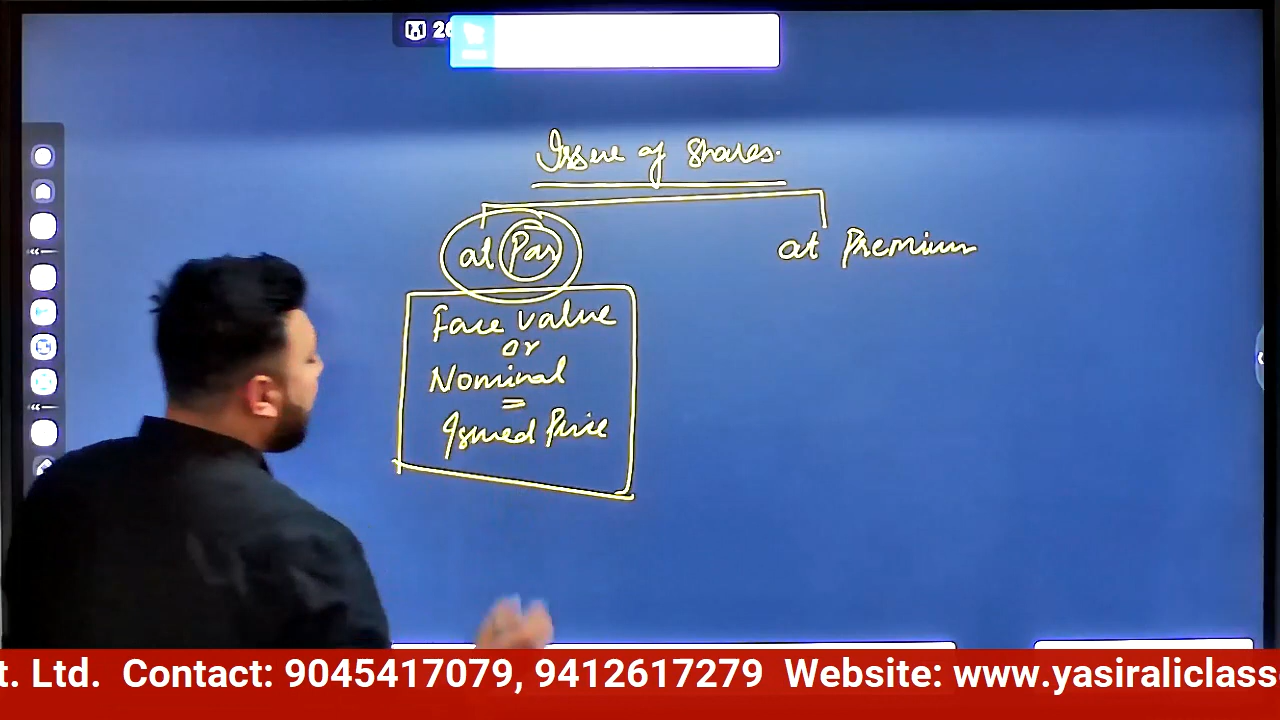 26
Issue of Shares.
at Par
at Premium
Face value
or
Nominal
=
Issued Price
t. Ltd. Contact: 9045417079, 9412617279 Website: www.yasiraliclass